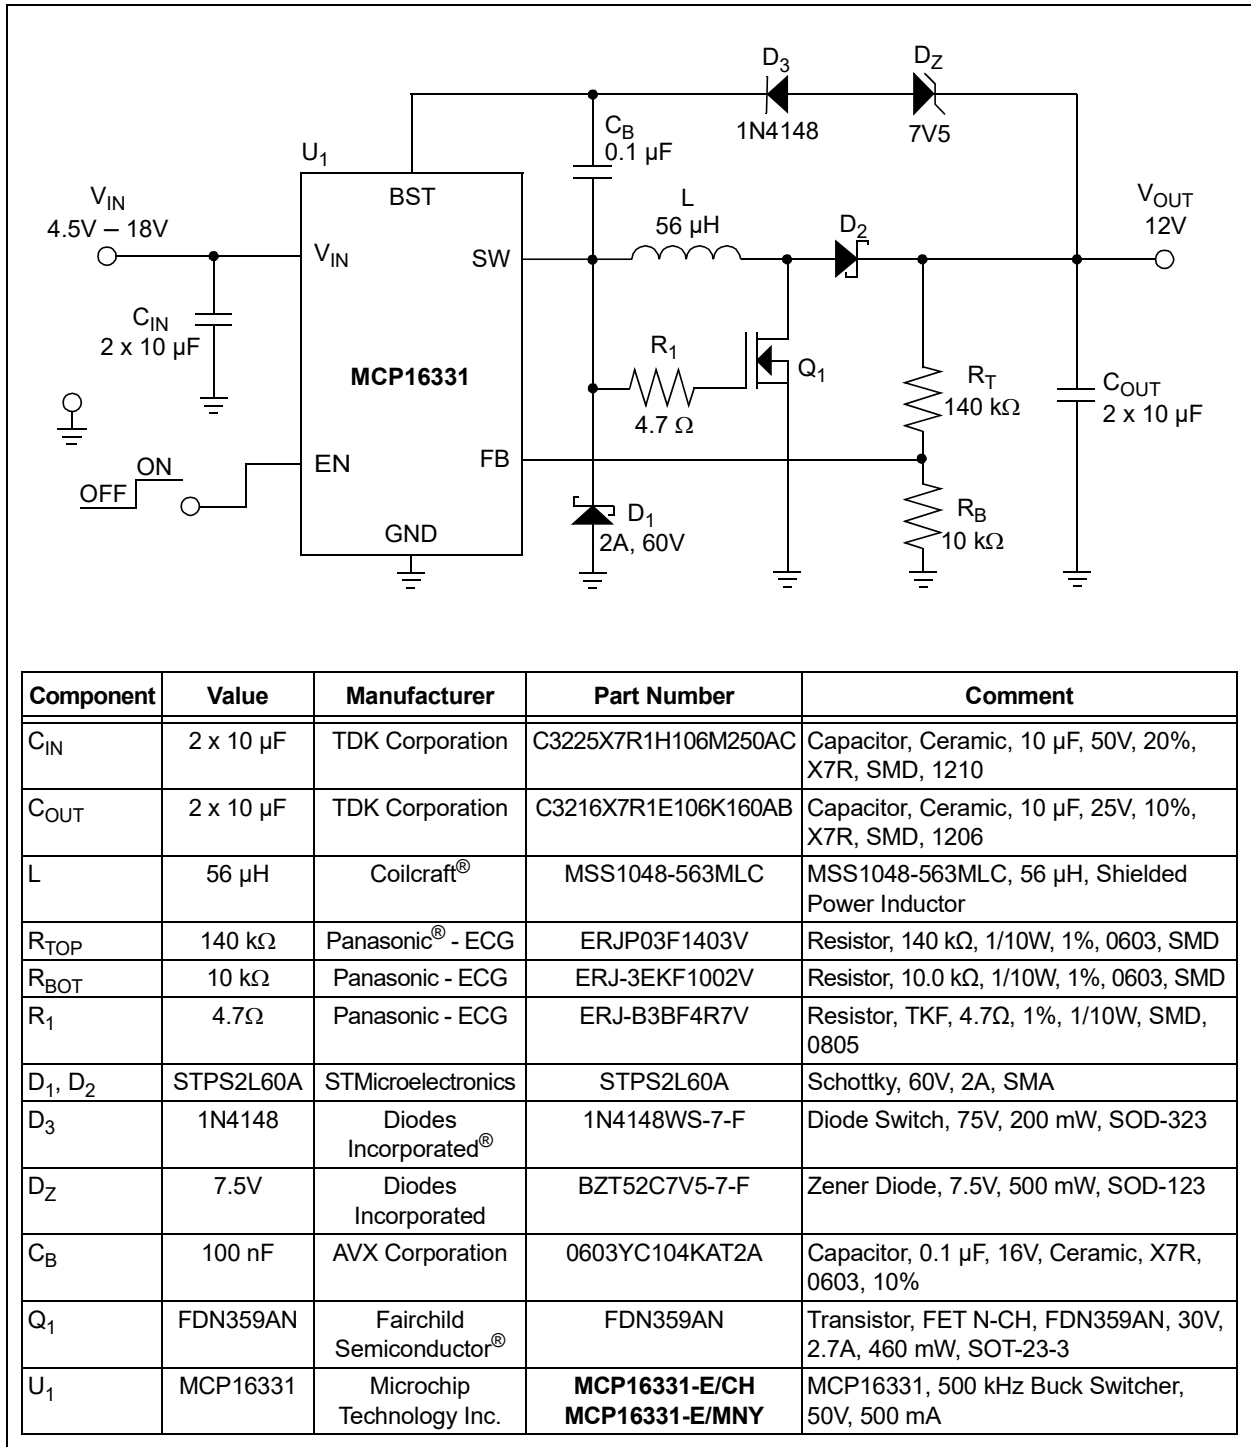 D3
DZ
1N4148
7V5
CB
0.1 µF
U1
BST
VIN
4.5V – 18V
VIN
SW
L
56 µH
D2
VOUT
12V
CIN
2 x 10 µF
MCP16331
R1
4.7 Ω
Q1
RT
140 kΩ
COUT
2 x 10 µF
ON
OFF
EN
FB
GND
D1
2A, 60V
RB
10 kΩ
Component Value Manufacturer Part Number Comment
CIN 2 x 10 µF TDK Corporation C3225X7R1H106M250AC Capacitor, Ceramic, 10 µF, 50V, 20%,
X7R, SMD, 1210
COUT 2 x 10 µF TDK Corporation C3216X7R1E106K160AB Capacitor, Ceramic, 10 µF, 25V, 10%,
X7R, SMD, 1206
L 56 µH Coilcraft® MSS1048-563MLC MSS1048-563MLC, 56 µH, Shielded
Power Inductor
RTOP 140 kΩ Panasonic® - ECG ERJP03F1403V Resistor, 140 kΩ, 1/10W, 1%, 0603, SMD
RBOT 10 kΩ Panasonic - ECG ERJ-3EKF1002V Resistor, 10.0 kΩ, 1/10W, 1%, 0603, SMD
R1 4.7Ω Panasonic - ECG ERJ-B3BF4R7V Resistor, TKF, 4.7Ω, 1%, 1/10W, SMD,
0805
D1, D2 STPS2L60A STMicroelectronics STPS2L60A Schottky, 60V, 2A, SMA
D3 1N4148 Diodes 1N4148WS-7-F Diode Switch, 75V, 200 mW, SOD-323
Incorporated®
DZ 7.5V Diodes BZT52C7V5-7-F Zener Diode, 7.5V, 500 mW, SOD-123
Incorporated
CB 100 nF AVX Corporation 0603YC104KAT2A Capacitor, 0.1 µF, 16V, Ceramic, X7R,
0603, 10%
Q1 FDN359AN Fairchild FDN359AN Transistor, FET N-CH, FDN359AN, 30V,
Semiconductor® 2.7A, 460 mW, SOT-23-3
U1 MCP16331 Microchip MCP16331-E/CH MCP16331, 500 kHz Buck Switcher,
Technology Inc. MCP16331-E/MNY 50V, 500 mA